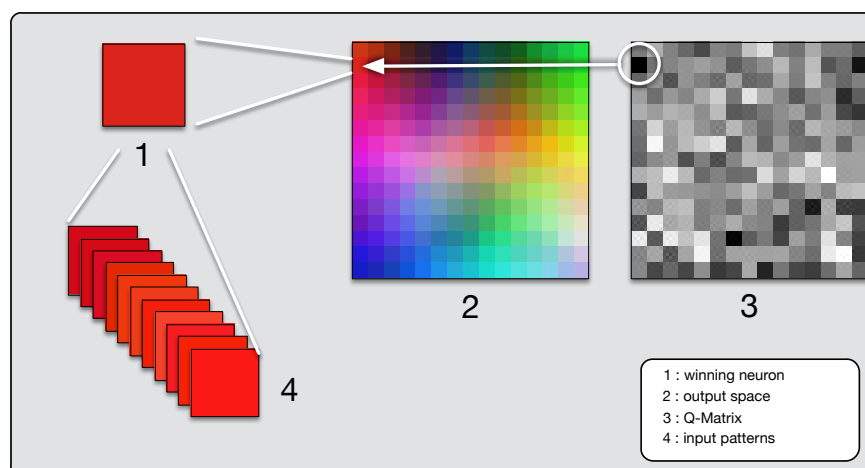 1
2
3
4
1 : winning neuron
2 : output space
3 : Q-Matrix
4 : input patterns